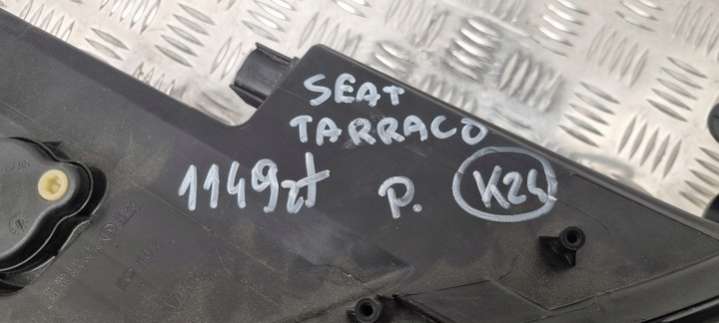 SEAT
TARRACO
1149zł P. K24